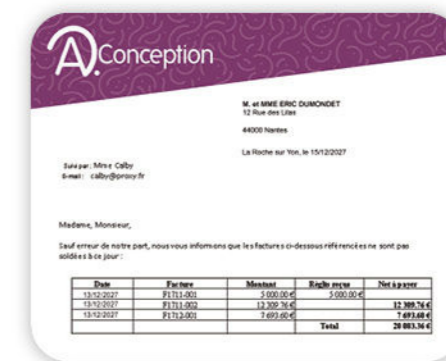 A.Conception
M. et MME ERIC DUMONDET
12 Rue des Lilas
44000 Nantes
La Roche sur Yon, le 15/12/2027
Suivi par: Mme Calby
E-mail : calby@proxy.fr
Madame, Monsieur,
Sauf erreur de notre part, nous vous informons que les factures ci-dessous référencées ne sont pas
soldées à ce jour :
Date Facture Montant Règlts reçus Net à payer
13/12/2027 F1711-001 5 000.00 € 5 000.00 €
13/12/2027 F1711-002 12 309.76 € 12 309.76 €
13/12/2027 F1712-001 7 693.60 € 7 693.60 €
Total 20 003.36 €